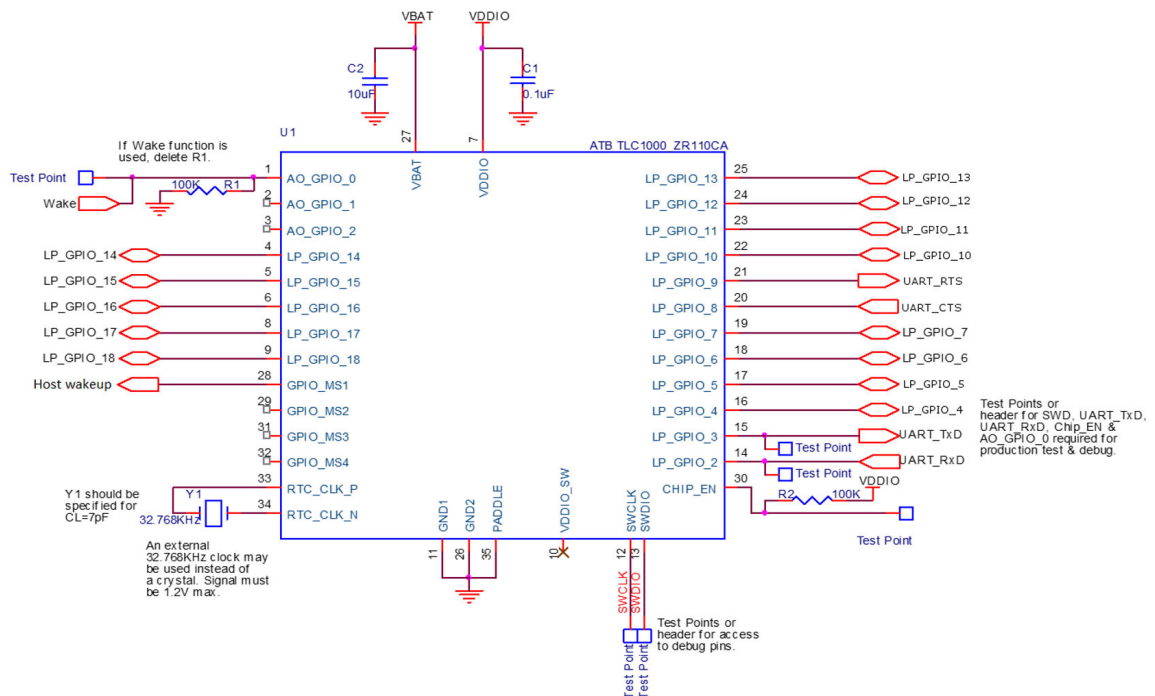 VBAT
VDDIO
C2
10uF
C1
0.1uF
U1
ATB TLC1000_ZR110CA
27
7
VBAT
VDDIO
If Wake function is
used, delete R1.
Test Point
Wake
100K
R1
1
AO_GPIO_0
2
AO_GPIO_1
3
AO_GPIO_2
LP_GPIO_14
4
LP_GPIO_14
LP_GPIO_15
5
LP_GPIO_15
LP_GPIO_16
6
LP_GPIO_16
LP_GPIO_17
8
LP_GPIO_17
LP_GPIO_18
9
LP_GPIO_18
Host wakeup
28
GPIO_MS1
29
GPIO_MS2
31
GPIO_MS3
32
GPIO_MS4
33
RTC_CLK_P
34
RTC_CLK_N
Y1 should be
specified for
CL=7pF
Y1
32.768KHz
An external
32.768KHz clock may
be used instead of
a crystal. Signal must
be 1.2V max.
LP_GPIO_13
25
LP_GPIO_13
LP_GPIO_12
24
LP_GPIO_12
LP_GPIO_11
23
LP_GPIO_11
LP_GPIO_10
22
LP_GPIO_10
LP_GPIO_9
21
UART_RTS
LP_GPIO_8
20
UART_CTS
LP_GPIO_7
19
LP_GPIO_7
LP_GPIO_6
18
LP_GPIO_6
LP_GPIO_5
17
LP_GPIO_5
LP_GPIO_4
16
LP_GPIO_4
LP_GPIO_3
15
UART_TxD
Test Point
LP_GPIO_2
14
UART_RxD
Test Point
CHIP_EN
30
R2
100K
VDDIO
Test Point
Test Points or
header for SWD, UART_TxD,
UART_RxD, Chip_EN &
AO_GPIO_0 required for
production test & debug.
GND1
GND2
PADDLE
VDDIO_SW
SWCLK
SWDIO
11
26
35
10
12
13
SWCLK
SWDIO
Test Point
Test Point
Test Points or
header for access
to debug pins.